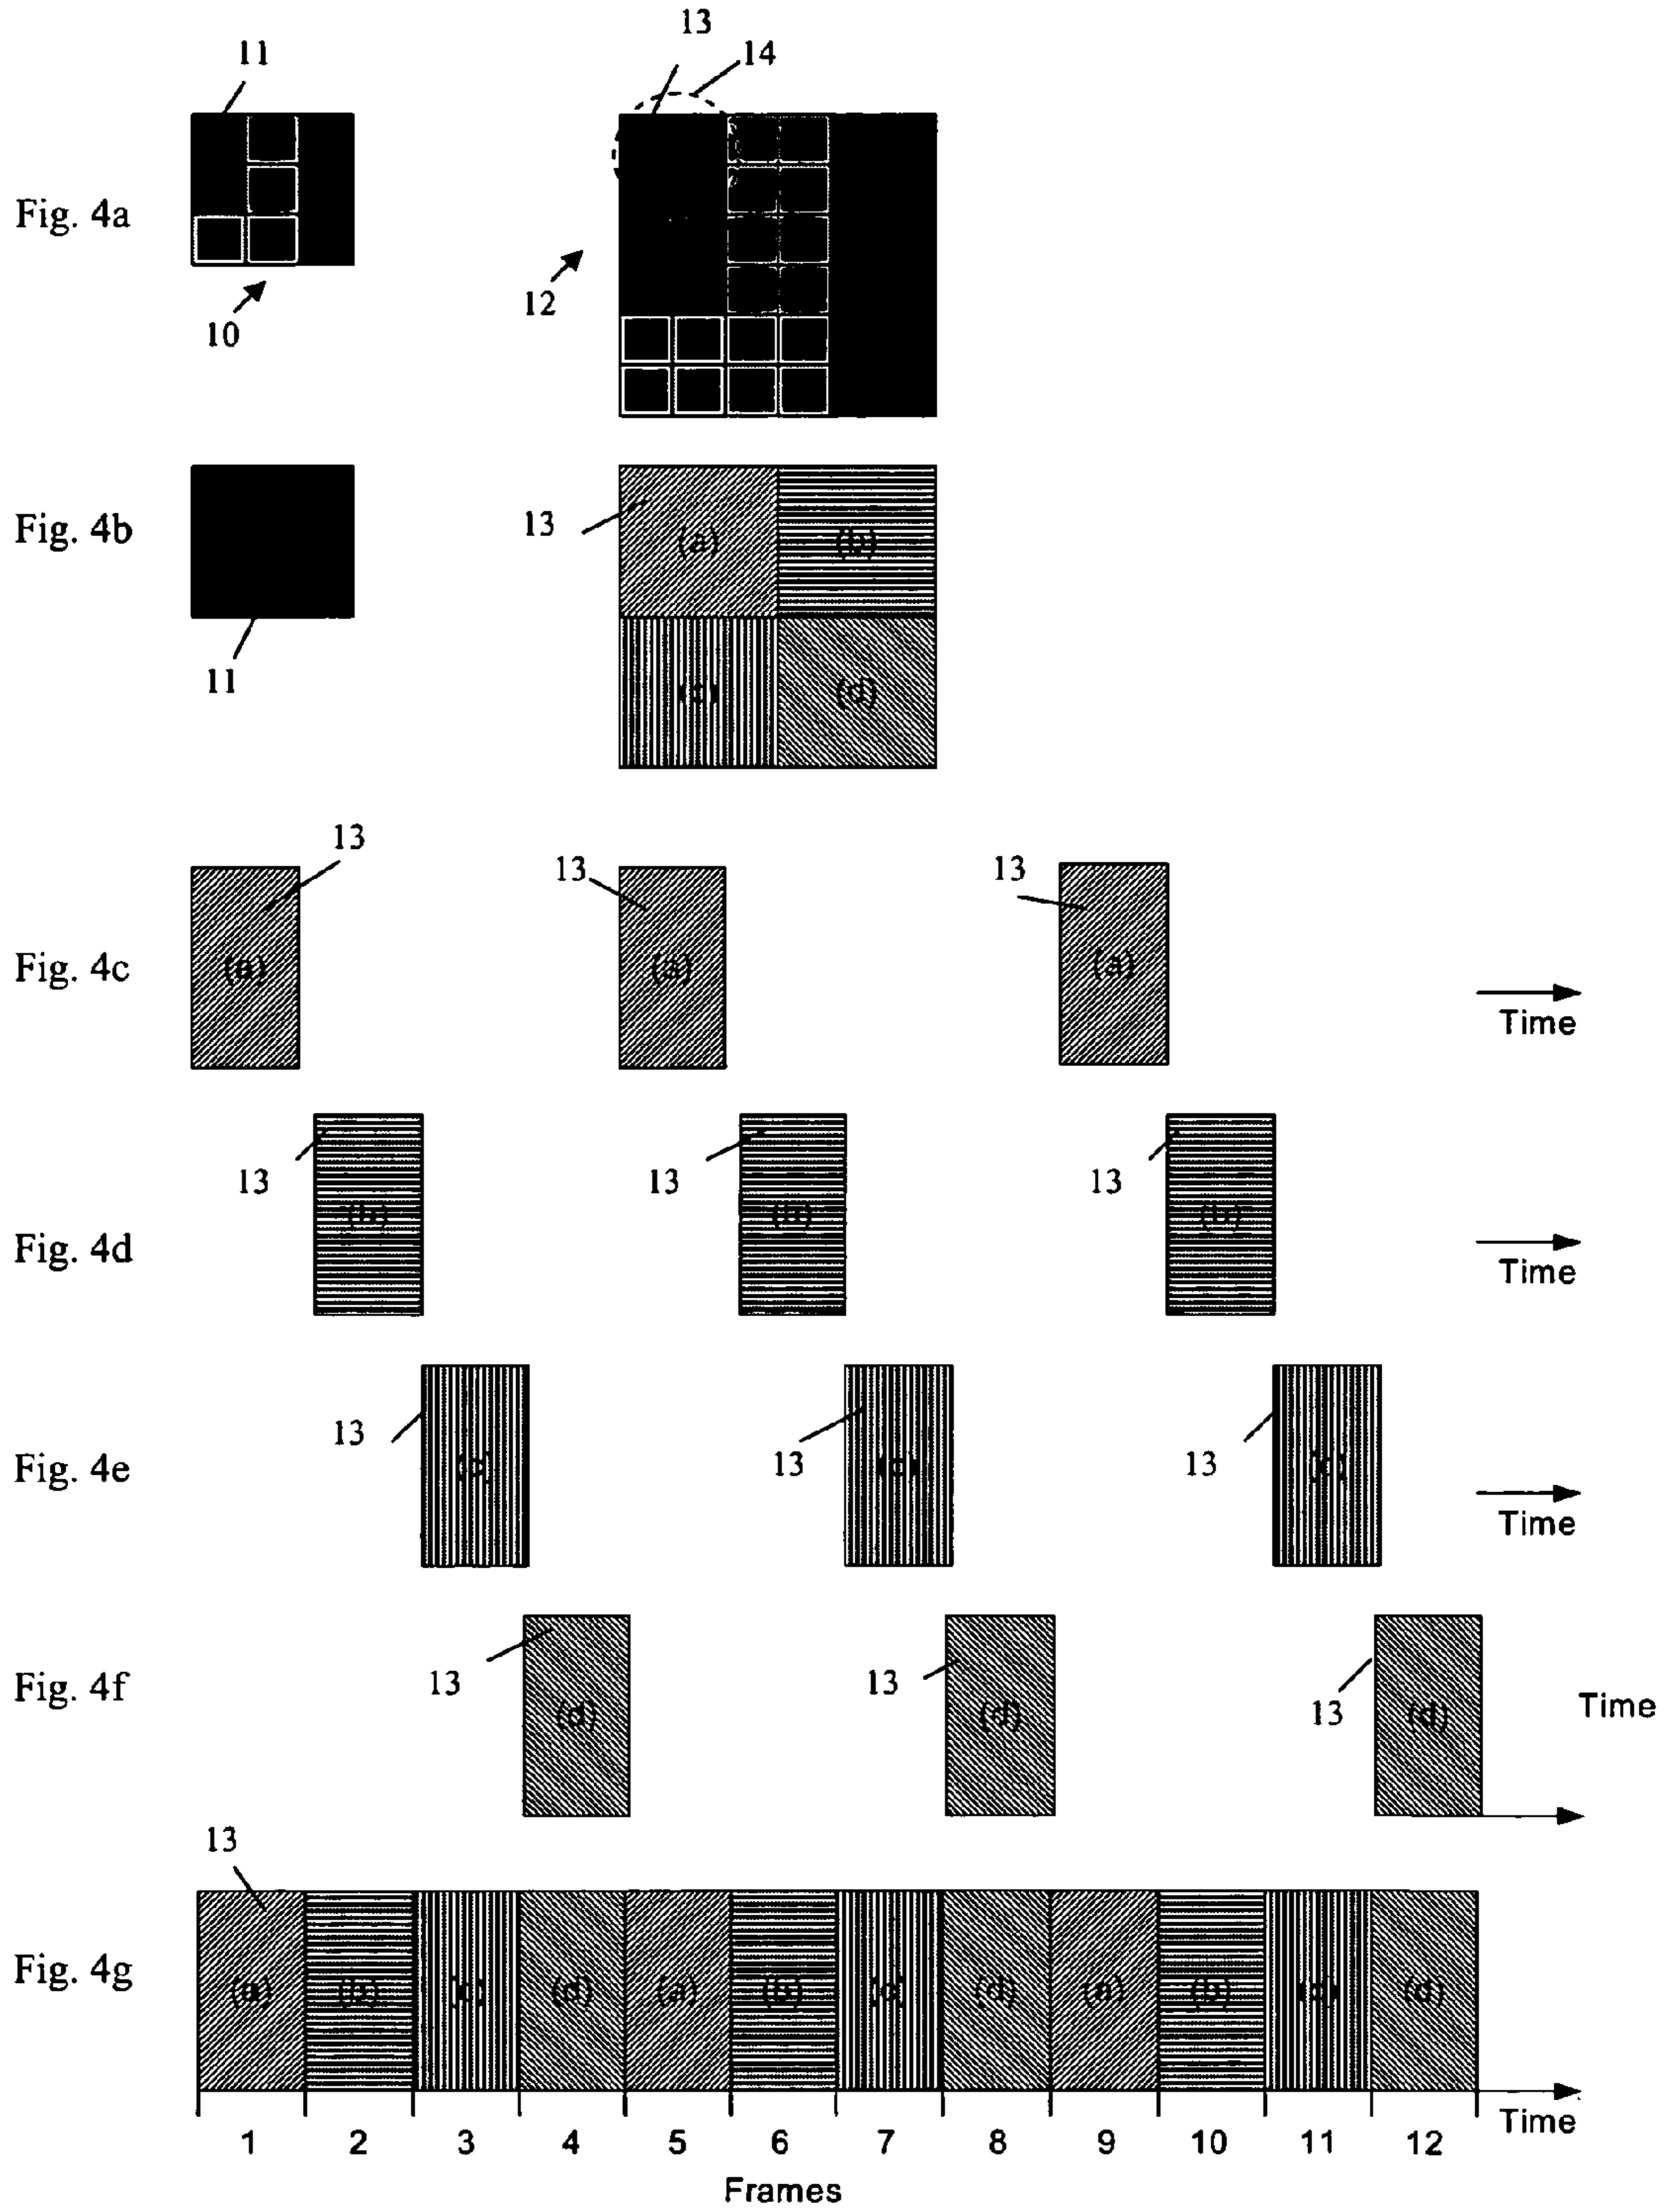 13
11
14
Fig. 4a
12
10
Fig. 4b
13
(a)
(b)
11
(c)
(d)
13
13
13
Fig. 4c
(a)
(a)
(a)
Time
13
13
13
(b)
(b)
(b)
Fig. 4d
Time
13
13
13
Fig. 4e
(c)
(c)
(c)
Time
13
13
13
Fig. 4f
(d)
(d)
(d)
Time
13
Fig. 4g
(a) (b) (c) (d) (a) (b) (c) (d) (a) (b) (c) (d)
Time
1 2 3 4 5 6 7 8 9 10 11 12
Frames